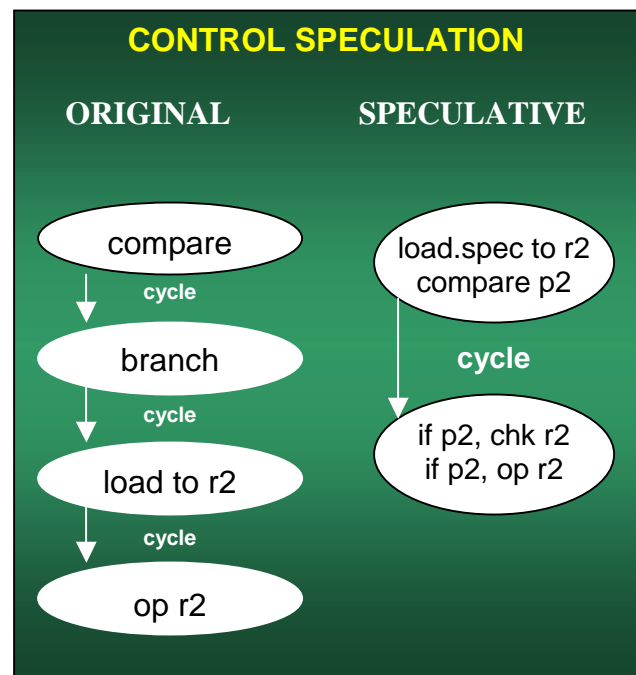 CONTROL SPECULATION
ORIGINAL
compare
cycle
branch
cycle
load to r2
cycle
op r2
SPECULATIVE
load.spec to r2
compare p2
cycle
if p2, chk r2
if p2, op r2